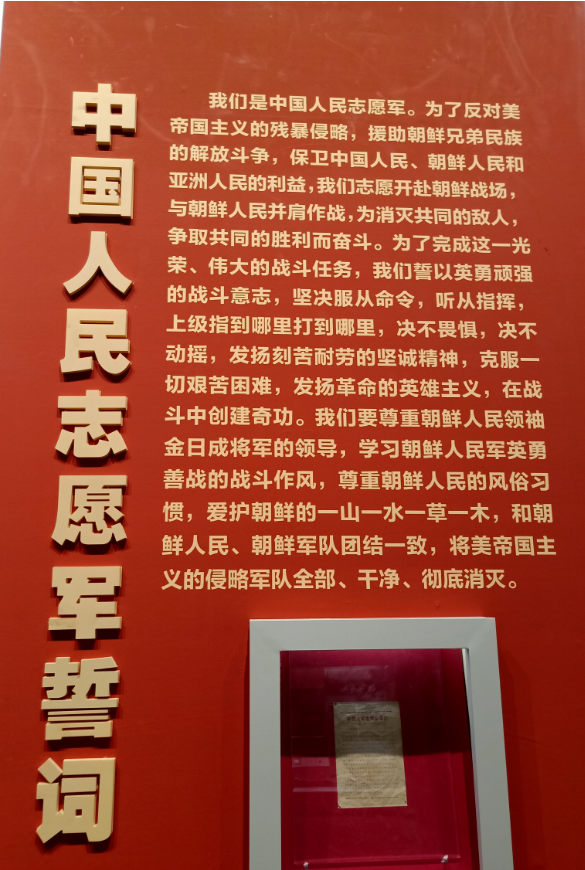 中国人民志愿军誓词
我们是中国人民志愿军。为了反对美
帝国主义的残暴侵略，援助朝鲜兄弟民族
的解放斗争，保卫中国人民、朝鲜人民和
亚洲人民的利益，我们志愿开赴朝鲜战场，
与朝鲜人民并肩作战，为消灭共同的敌人，
争取共同的胜利而奋斗。为了完成这一光
荣、伟大的战斗任务，我们誓以英勇顽强
的战斗意志，坚决服从命令，听从指挥，
上级指到哪里打到哪里，决不畏惧，决不
动摇，发扬刻苦耐劳的坚诚精神，克服一
切艰苦困难，发扬革命的英雄主义，在战
斗中创建奇功。我们要尊重朝鲜人民领袖
金日成将军的领导，学习朝鲜人民军英勇
善战的战斗作风，尊重朝鲜人民的风俗习
惯，爱护朝鲜的一山一水一草一木，和朝
鲜人民、朝鲜军队团结一致，将美帝国主
义的侵略军队全部、干净、彻底消灭。